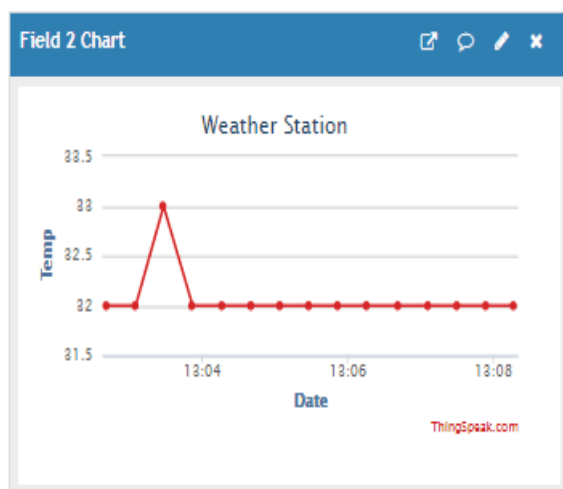 Field 2 Chart
Weather Station
33.5
33
32.5
32
31.5
Temp
13:04
13:06
13:08
Date
ThingSpeak.com